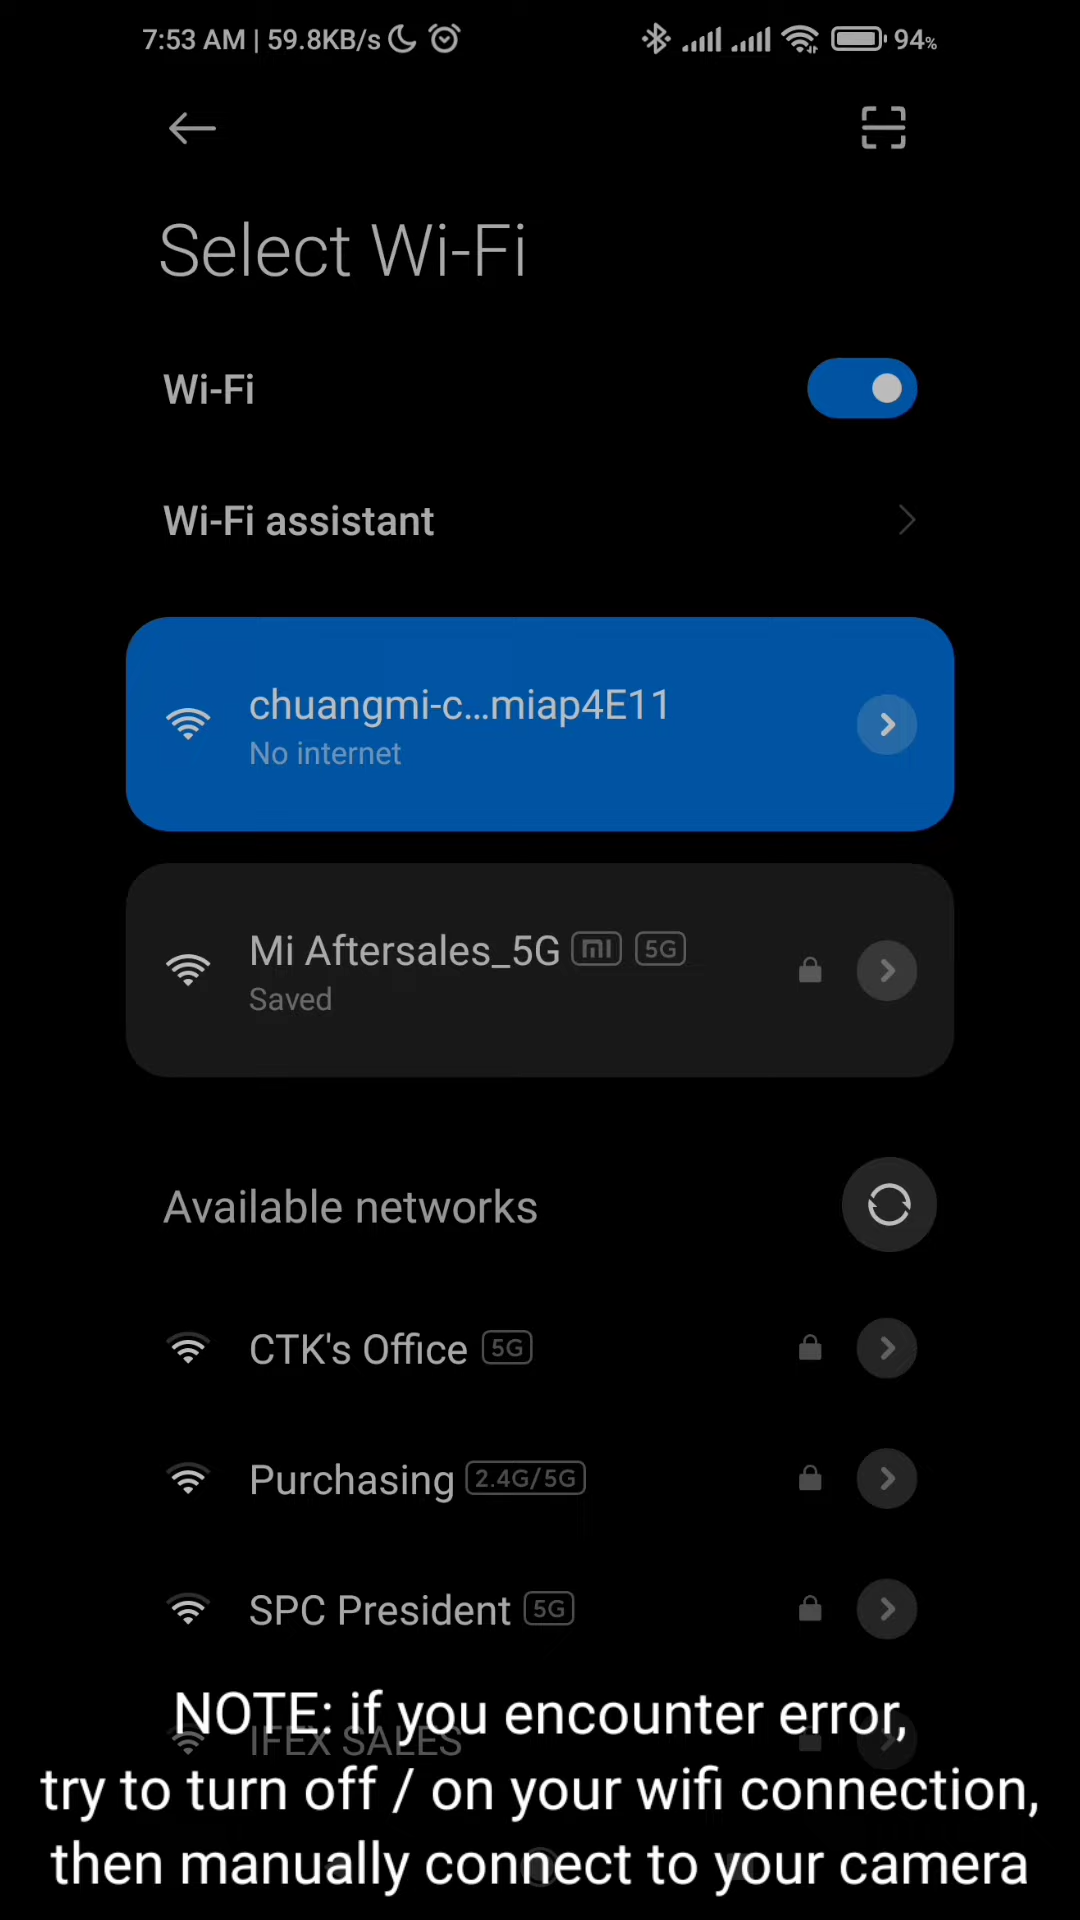 7:53 AM | 59.8KB/s 94%
Select Wi-Fi
Wi-Fi
Wi-Fi assistant
chuangmi-c...miap4E11
No internet
Mi Aftersales_5G mi 5G
Saved
Available networks
CTK's Office 5G
Purchasing 2.4G/5G
SPC President 5G
IFEX SALES
NOTE: if you encounter error,
try to turn off / on your wifi connection,
then manually connect to your camera